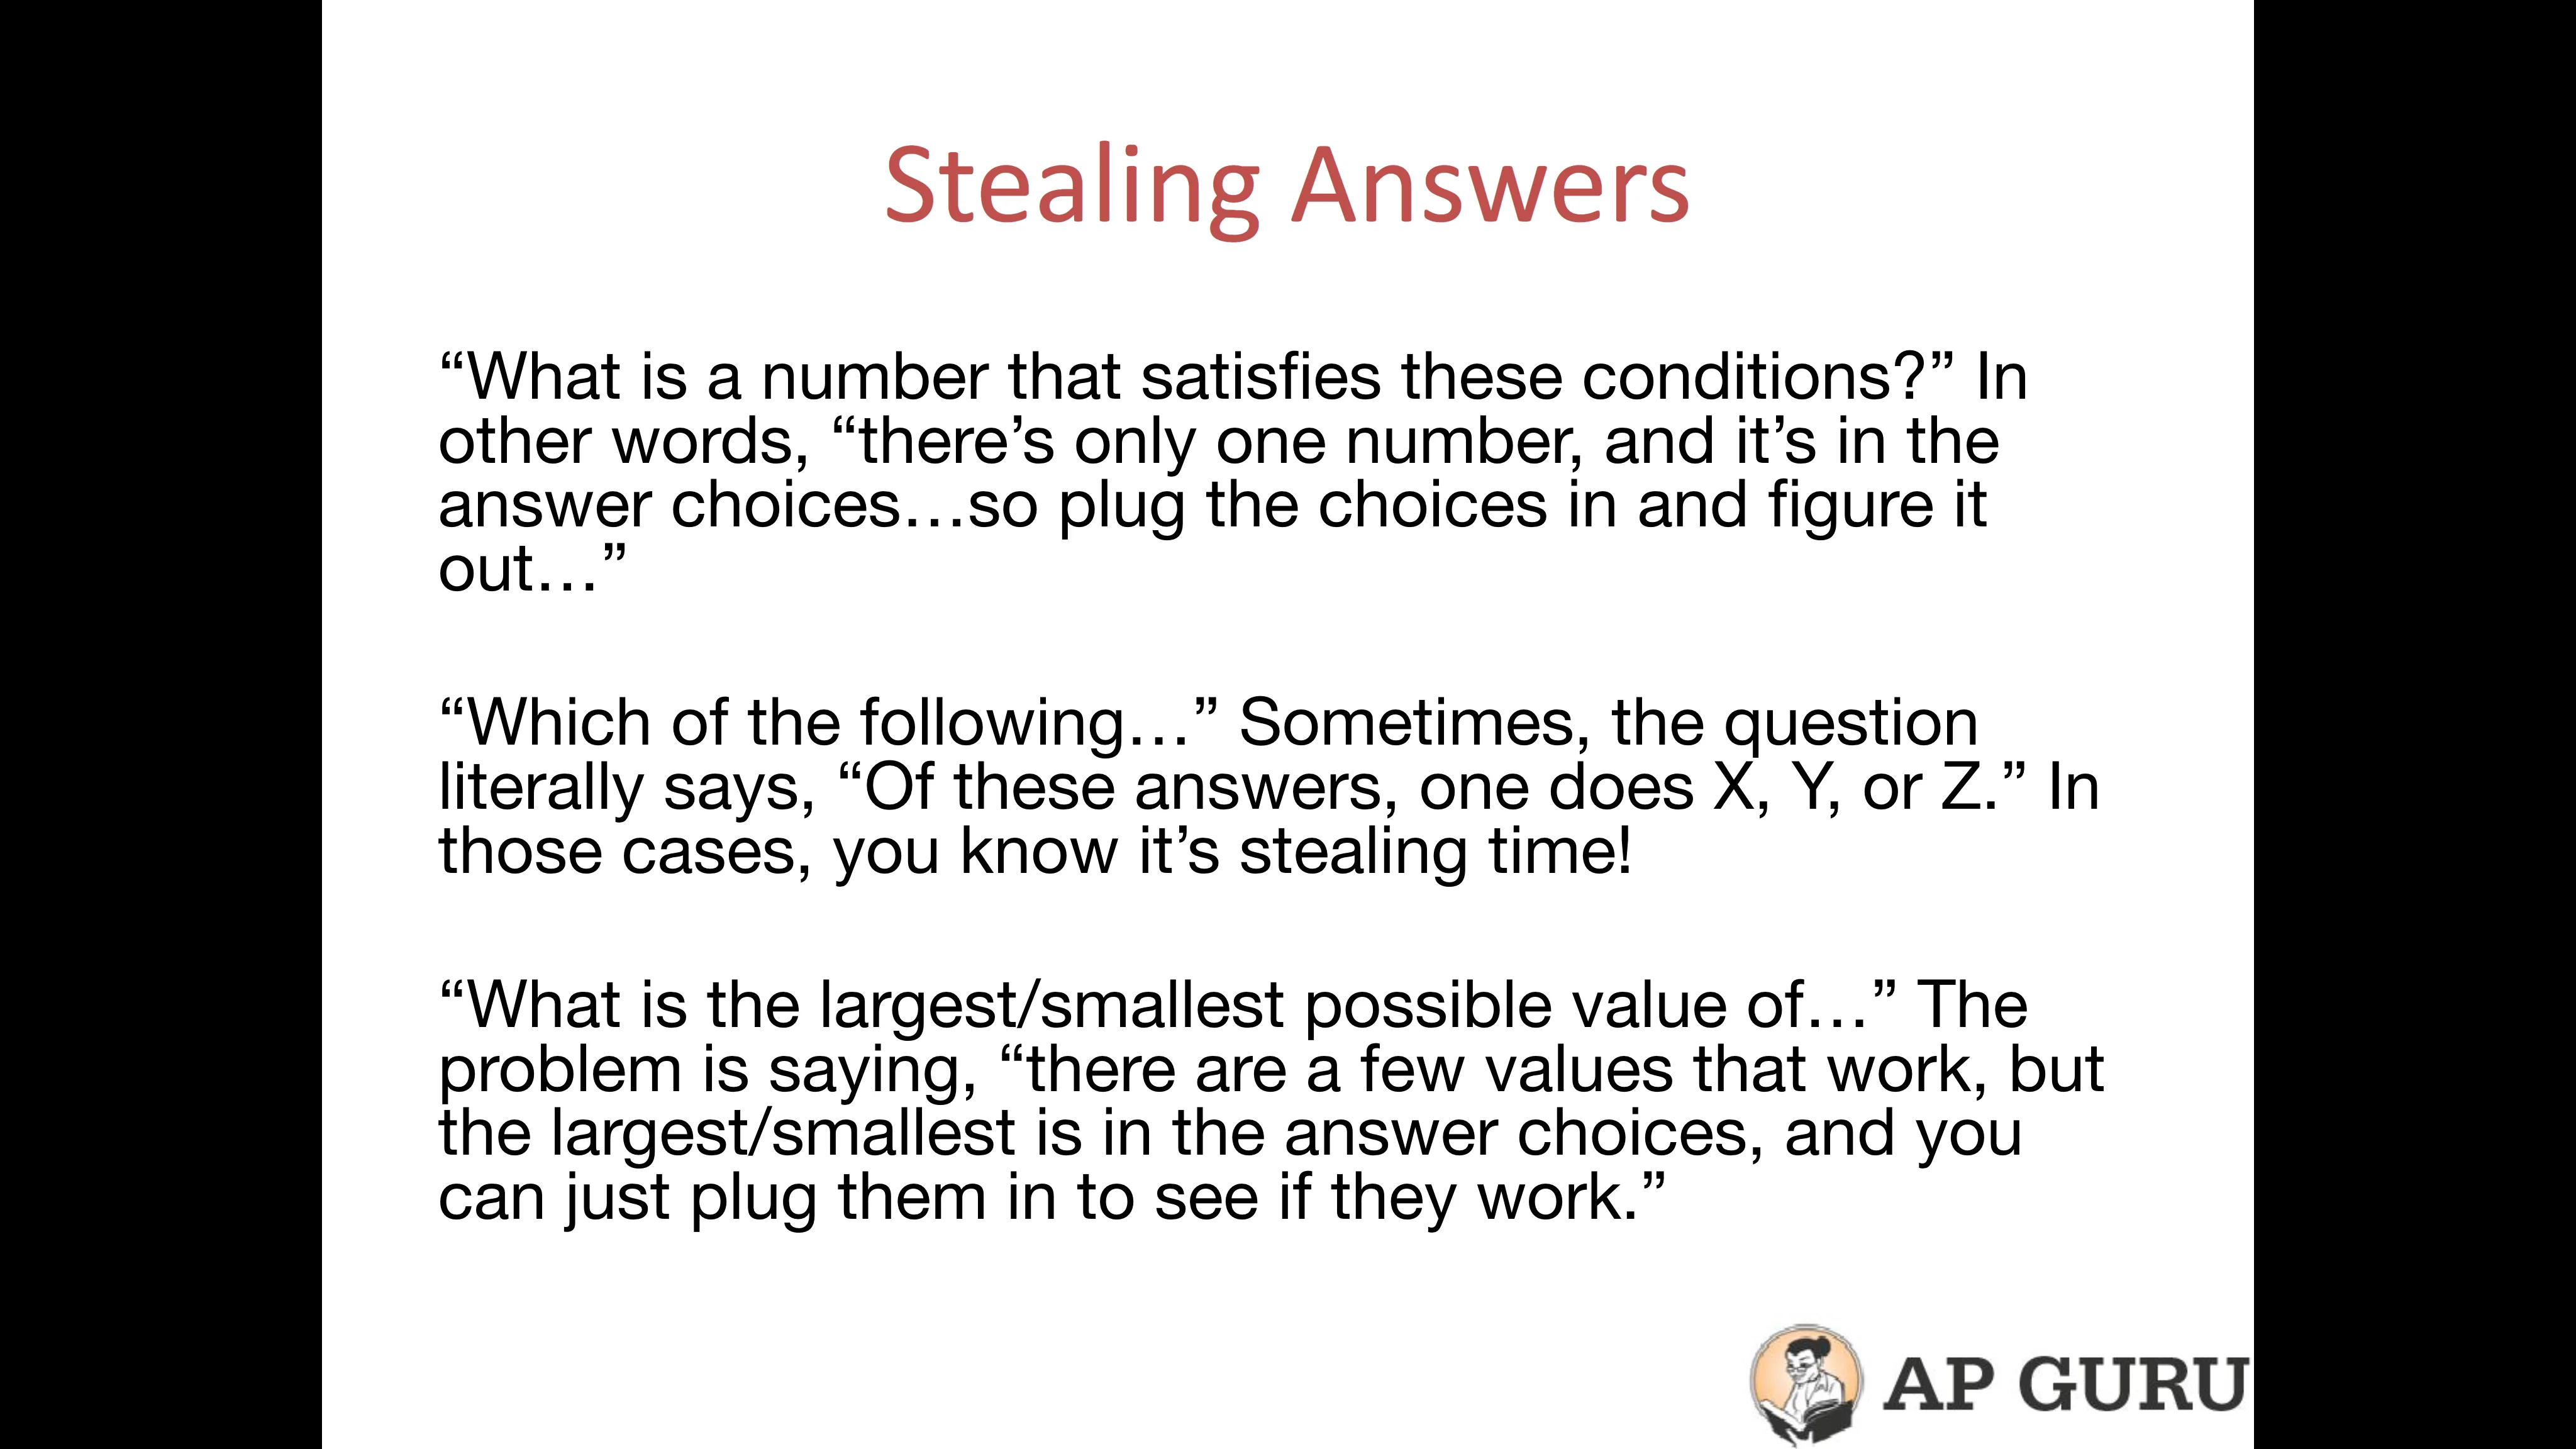 Stealing Answers
“What is a number that satisfies these conditions?” In
other words, “there’s only one number, and it’s in the
answer choices…so plug the choices in and figure it
out…”
“Which of the following…” Sometimes, the question
literally says, “Of these answers, one does X, Y, or Z.” In
those cases, you know it’s stealing time!
“What is the largest/smallest possible value of…” The
problem is saying, “there are a few values that work, but
the largest/smallest is in the answer choices, and you
can just plug them in to see if they work.”
AP GURU